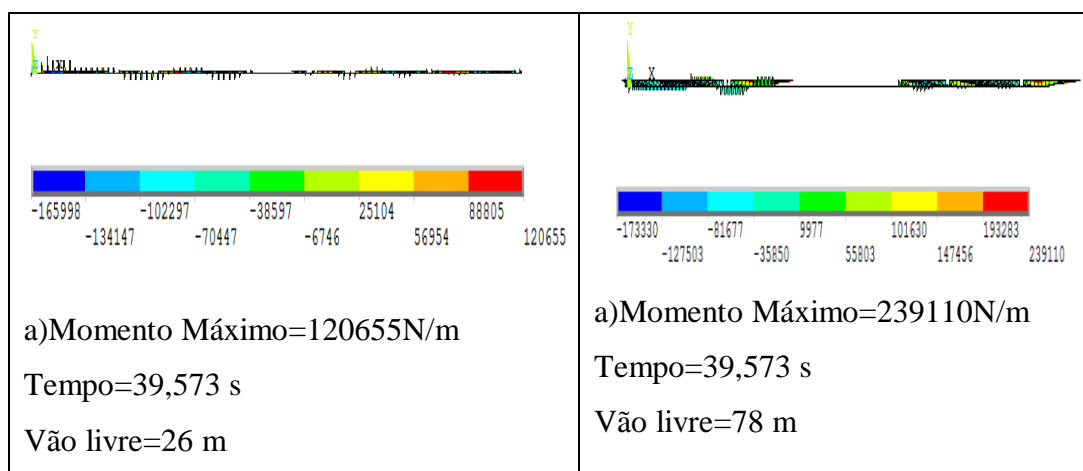 Y
Z X
-165998 -102297 -38597 25104 88805
-134147 -70447 -6746 56954 120655
a)Momento Máximo=120655N/m
Tempo=39,573 s
Vão livre=26 m
Y
X
-173330 -81677 9977 101630 193283
-127503 -35850 55803 147456 239110
a)Momento Máximo=239110N/m
Tempo=39,573 s
Vão livre=78 m